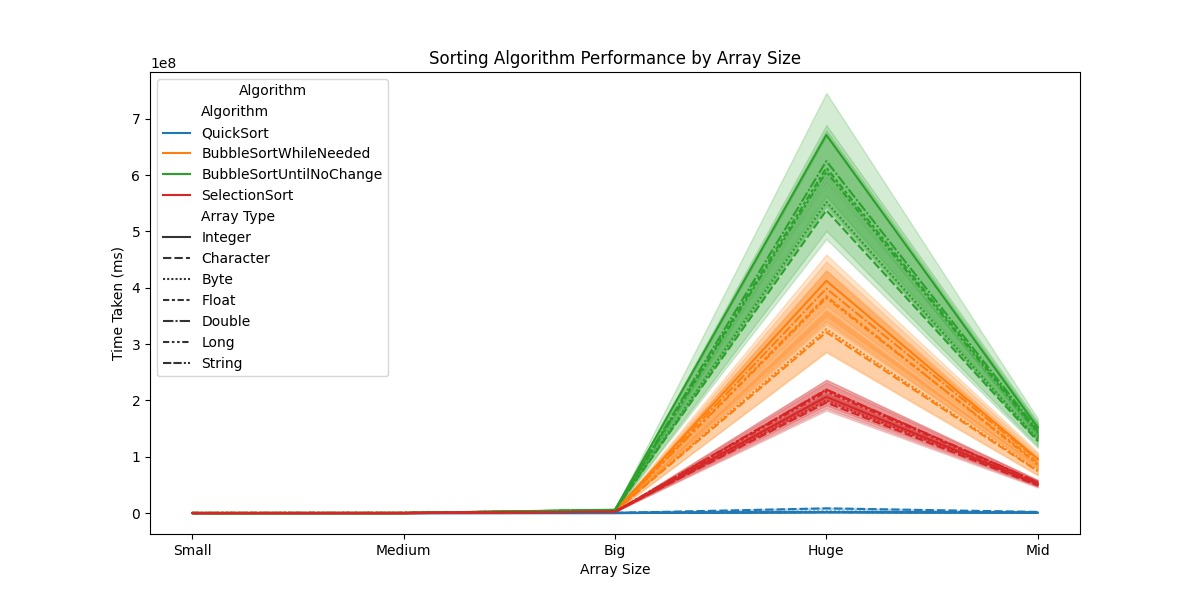 Sorting Algorithm Performance by Array Size
1e8
Algorithm
Algorithm
QuickSort
BubbleSortWhileNeeded
BubbleSortUntilNoChange
SelectionSort
Array Type
Integer
Character
Byte
Float
Double
Long
String
7
6
5
4
3
2
1
0
Time Taken (ms)
Small Medium Big Huge Mid
Array Size